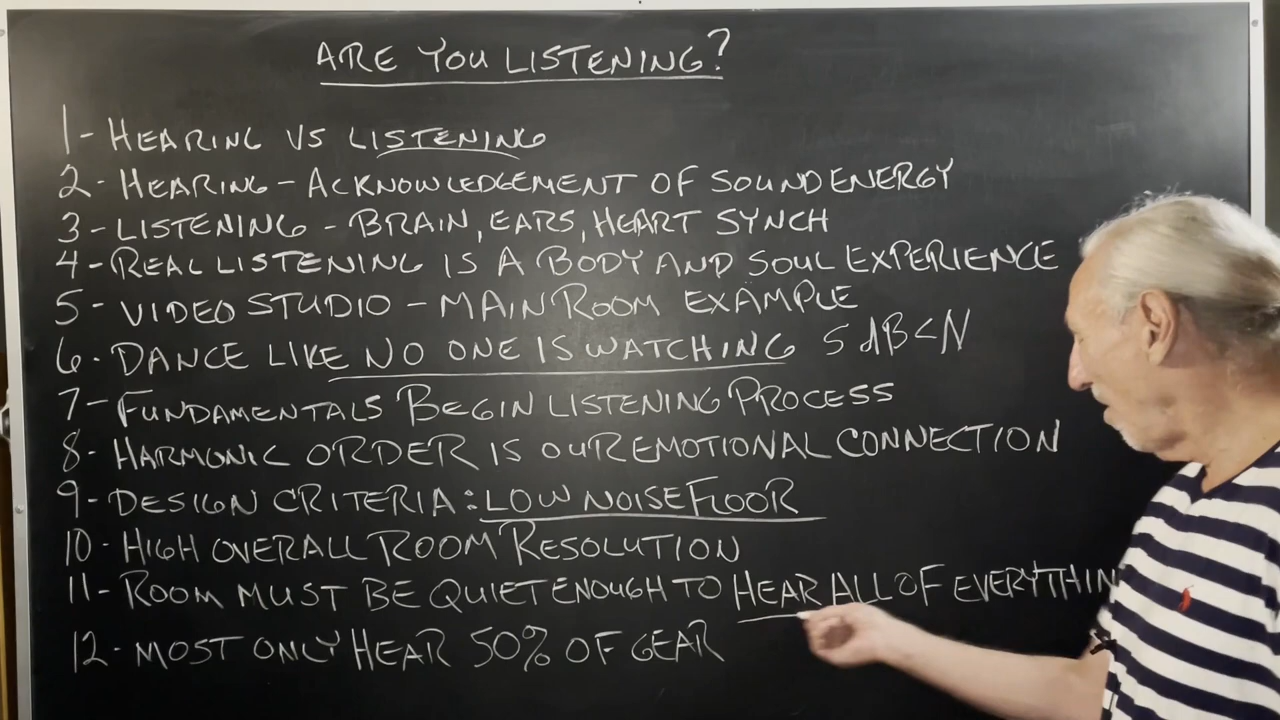 ARE YOU LISTENING?
1- HEARING VS LISTENING
2- HEARING - ACKNOWLEDGEMENT OF SOUND ENERGY
3- LISTENING - BRAIN, EARS, HEART SYNCH
4- REAL LISTENING IS A BODY AND SOUL EXPERIENCE
5- VIDEO STUDIO - MAIN ROOM EXAMPLE
6- DANCE LIKE NO ONE IS WATCHING 5 dB < N
7- FUNDAMENTALS BEGIN LISTENING PROCESS
8- HARMONIC ORDER IS OUR EMOTIONAL CONNECTION
9- DESIGN CRITERIA: LOW NOISE FLOOR
10- HIGH OVERALL ROOM RESOLUTION
11- ROOM MUST BE QUIET ENOUGH TO HEAR ALL OF EVERYTHIN
12- MOST ONLY HEAR 50% OF GEAR